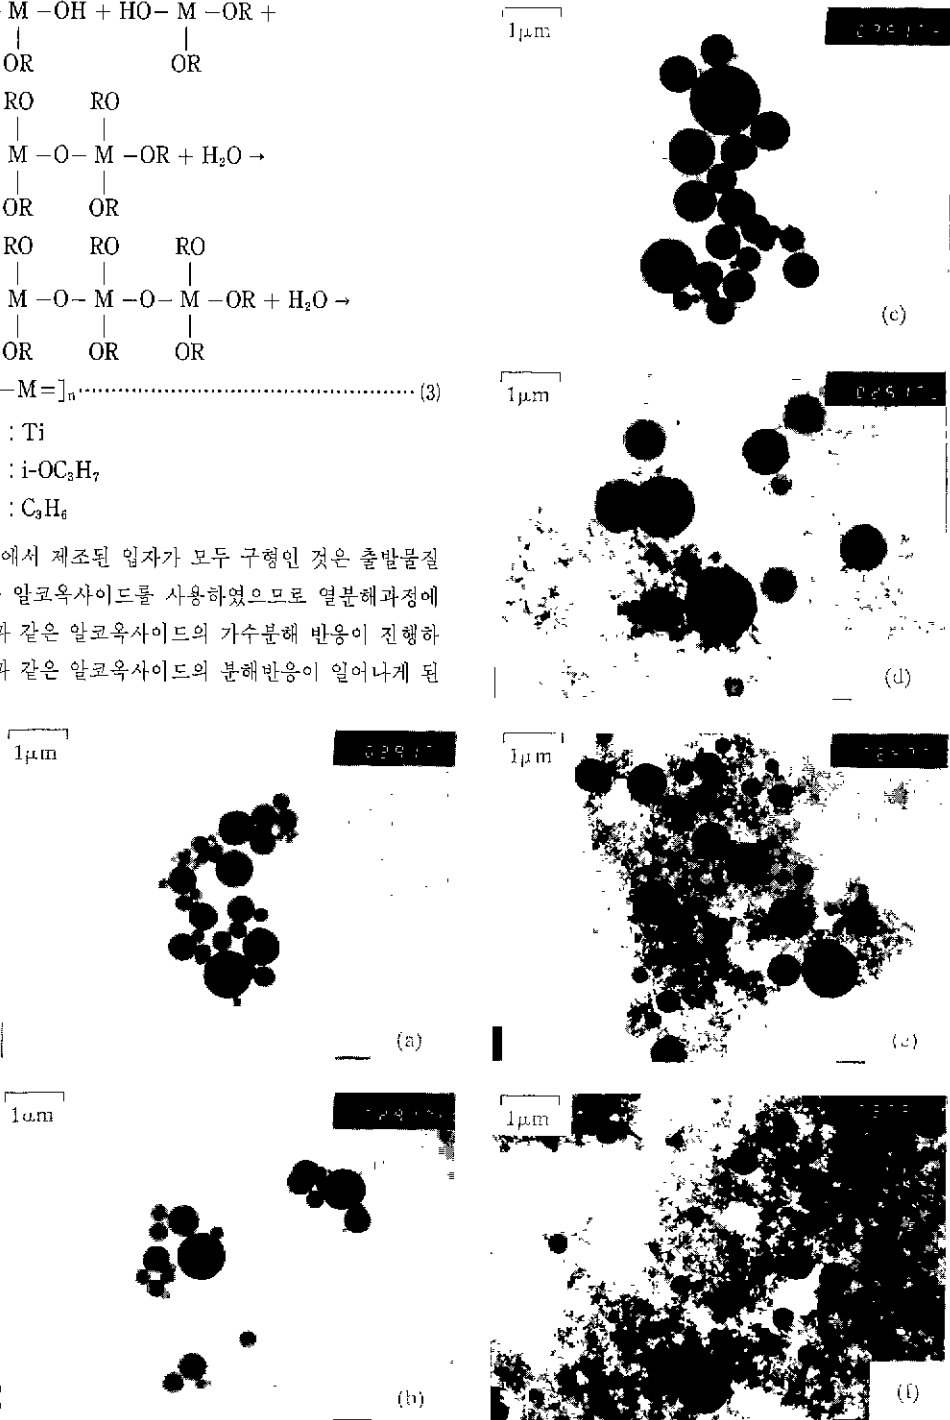 M -OH + HO- M -OR +
OR OR
RO RO
M -O- M -OR + H₂O →
OR OR
RO RO RO
M -O- M -O- M -OR + H₂O →
OR OR OR
-M=]n ········································ (3)
: Ti
: i-OC₃H₇
: C₃H₆
에서 제조된 입자가 모두 구형인 것은 출발물질
알코옥사이드를 사용하였으므로 열분해과정에
과 같은 알코옥사이드의 가수분해 반응이 진행하
과 같은 알코옥사이드의 분해반응이 일어나게 된
1μm
(a)
1μm
(b)
1μm
(c)
1μm
(d)
1μm
1μm
(f)